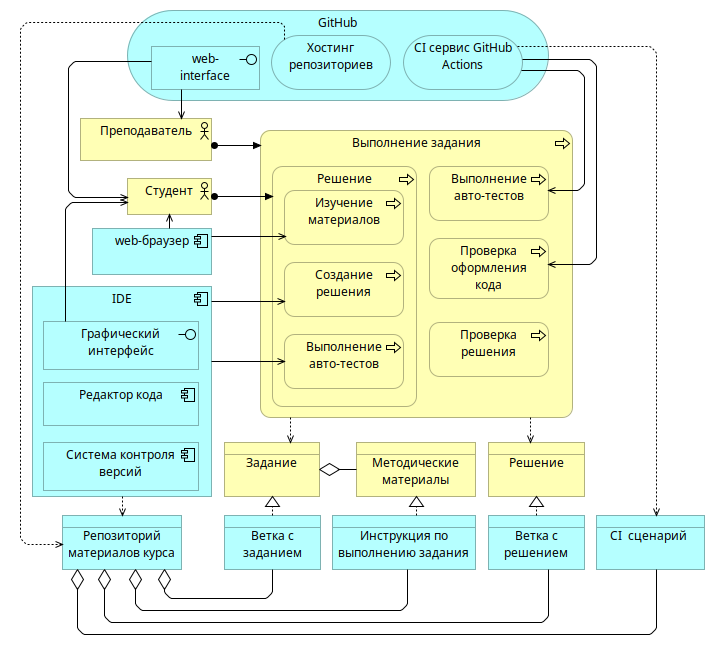 GitHub
web-
interface
Хостинг
репозиториев
CI сервис GitHub
Actions
Преподаватель
Студент
web-браузер
Выполнение задания
Решение
Изучение
материалов
Создание
решения
Выполнение
авто-тестов
Выполнение
авто-тестов
Проверка
оформления
кода
Проверка
решения
IDE
Графический
интерфейс
Редактор кода
Система контроля
версий
Задание
Методические
материалы
Решение
Репозиторий
материалов курса
Ветка с
заданием
Инструкция по
выполнению задания
Ветка с
решением
CI сценарий